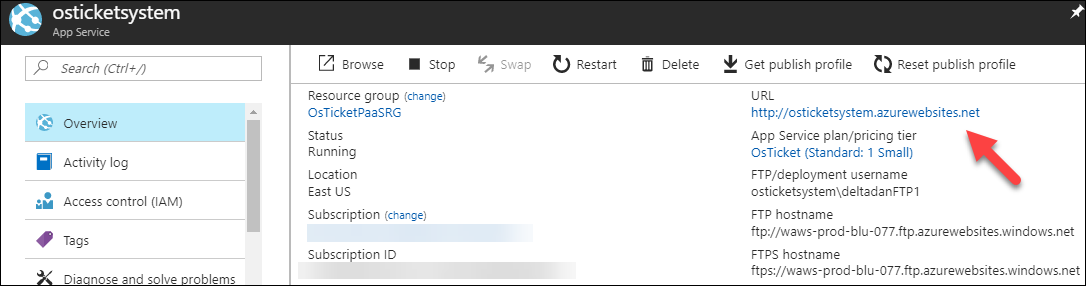 osticketsystem
App Service
Search (Ctrl+/)
Overview
Activity log
Access control (IAM)
Tags
Diagnose and solve problems
Browse Stop Swap Restart Delete Get publish profile Reset publish profile
Resource group (change)
OsTicketPaaSRG
Status
Running
Location
East US
Subscription (change)
Subscription ID
URL
http://osticketsystem.azurewebsites.net
App Service plan/pricing tier
OsTicket (Standard: 1 Small)
FTP/deployment username
osticketsystem\deltadanFTP1
FTP hostname
ftp://waws-prod-blu-077.ftp.azurewebsites.windows.net
FTPS hostname
ftps://waws-prod-blu-077.ftp.azurewebsites.windows.net